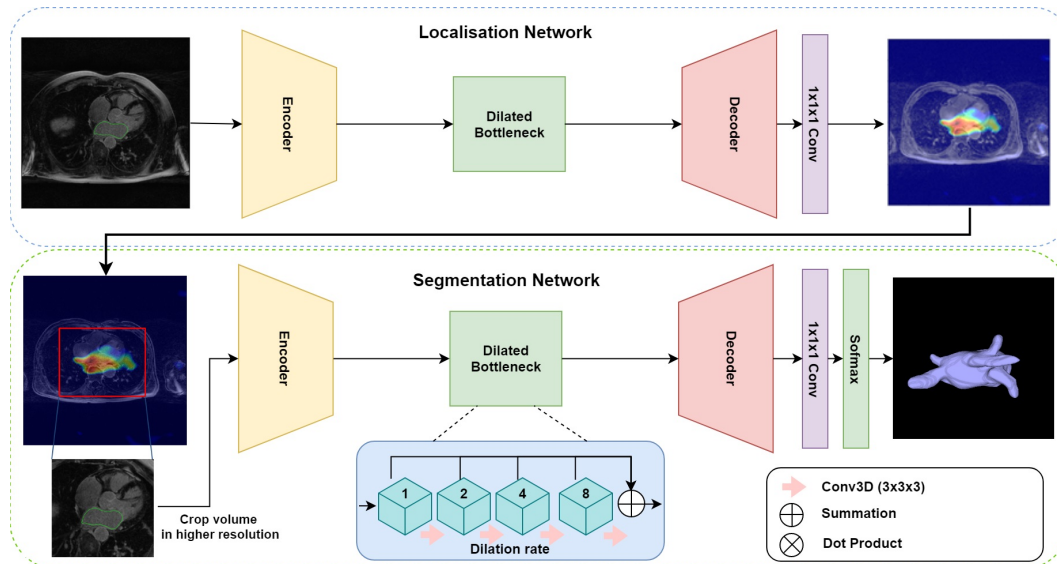 Localisation Network
Encoder
Dilated
Bottleneck
Decoder
1x1x1 Conv
Segmentation Network
Encoder
Dilated
Bottleneck
Decoder
1x1x1 Conv
Sofmax
Crop volume
in higher resolution
1 2 4 8
Dilation rate
Conv3D (3x3x3)
Summation
Dot Product